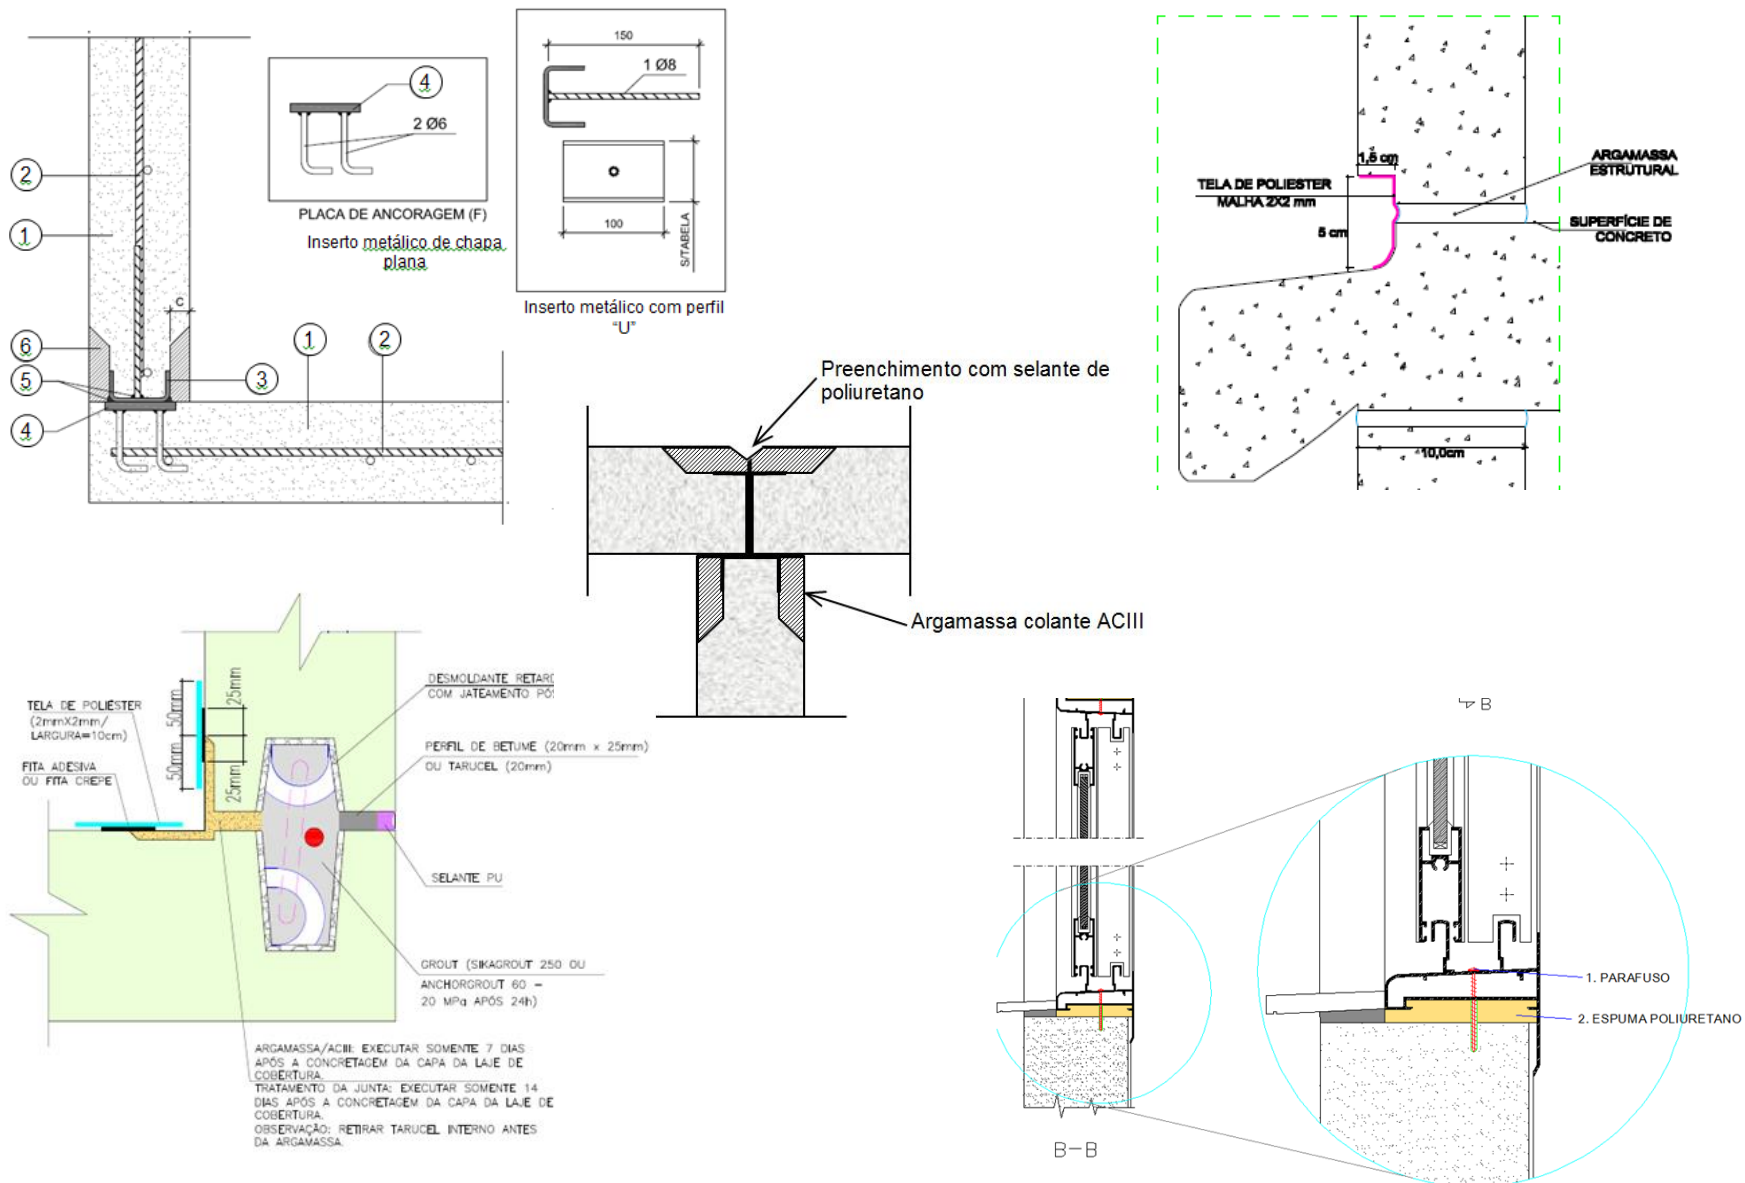 2
1
6
5
4
3
1
2
C
4
2 Ø6
PLACA DE ANCORAGEM (F)
Inserto metálico de chapa
plana
150
1 Ø8
100
S/TABELA
Inserto metálico com perfil
“U”
1,5 cm
TELA DE POLIESTER
MALHA 2X2 mm
5 cm
ARGAMASSA
ESTRUTURAL
SUPERFÍCIE DE
CONCRETO
10,0cm
Preenchimento com selante de
poliuretano
Argamassa colante ACIII
TELA DE POLIÉSTER
(2mmX2mm/
LARGURA=10cm)
FITA ADESIVA
OU FITA CREPE
50mm
50mm
25mm
25mm
DESMOLDANTE RETARD
COM JATEAMENTO PÓS
PERFIL DE BETUME (20mm x 25mm)
OU TARUCEL (20mm)
SELANTE PU
GROUT (SIKAGROUT 250 OU
ANCHORGROUT 60 –
20 MPa APÓS 24h)
ARGAMASSA/ACIII: EXECUTAR SOMENTE 7 DIAS
APÓS A CONCRETAGEM DA CAPA DA LAJE DE
COBERTURA.
TRATAMENTO DA JUNTA: EXECUTAR SOMENTE 14
DIAS APÓS A CONCRETAGEM DA CAPA DA LAJE DE
COBERTURA.
OBSERVAÇÃO: RETIRAR TARUCEL INTERNO ANTES
DA ARGAMASSA.
B
1. PARAFUSO
2. ESPUMA POLIURETANO
B-B